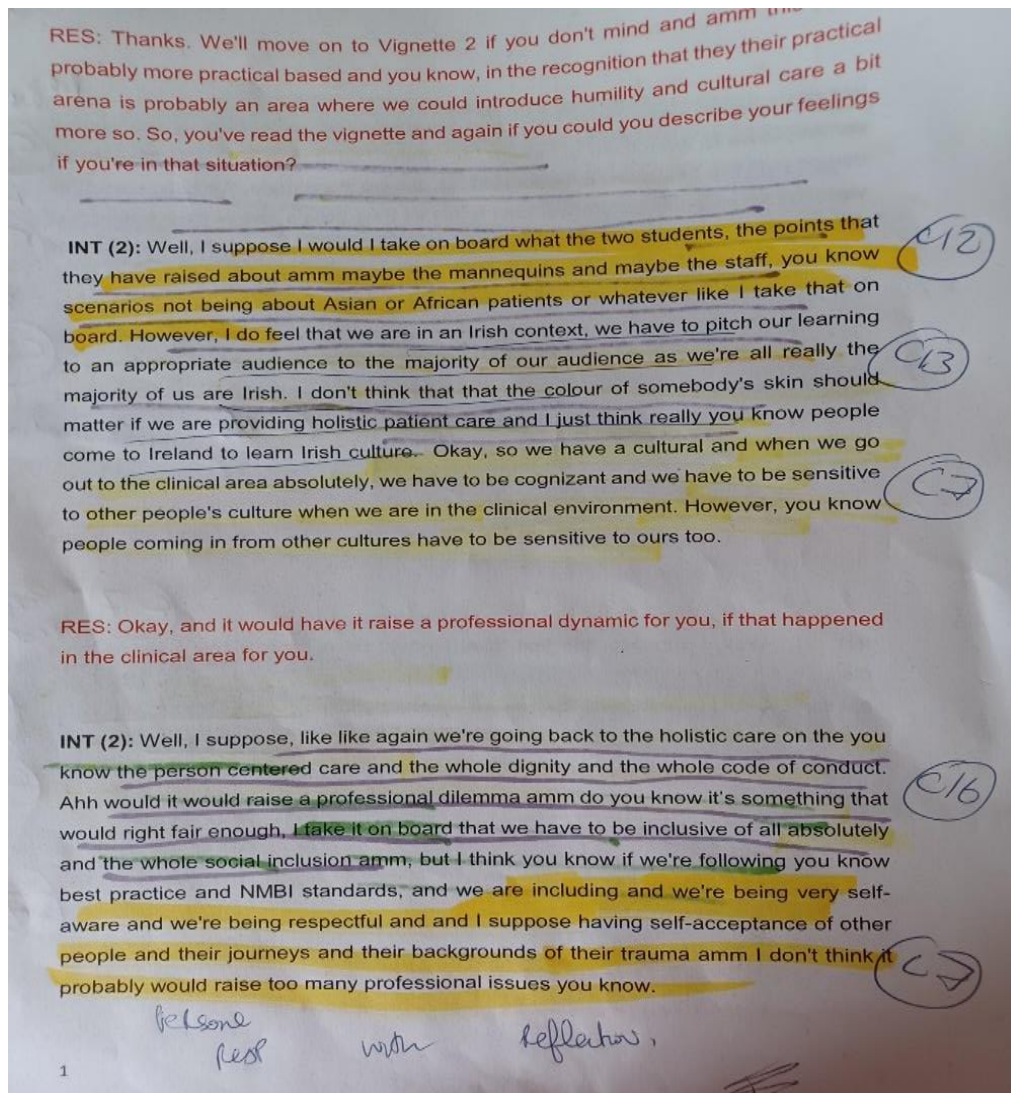 RES: Thanks. We'll move on to Vignette 2 if you don't mind and amm
probably more practical based and you know, in the recognition that they their practical
arena is probably an area where we could introduce humility and cultural care a bit
more so. So, you've read the vignette and again if you could you describe your feelings
if you're in that situation?
INT (2): Well, I suppose I would I take on board what the two students, the points that
they have raised about amm maybe the mannequins and maybe the staff, you know
C12
scenarios not being about Asian or African patients or whatever like I take that on
board. However, I do feel that we are in an Irish context, we have to pitch our learning
to an appropriate audience to the majority of our audience as we're all really the
C13
majority of us are Irish. I don't think that that the colour of somebody's skin should
matter if we are providing holistic patient care and I just think really you know people
come to Ireland to learn Irish culture. Okay, so we have a cultural and when we go
out to the clinical area absolutely, we have to be cognizant and we have to be sensitive
C7
to other people's culture when we are in the clinical environment. However, you know
people coming in from other cultures have to be sensitive to ours too.
RES: Okay, and it would have it raise a professional dynamic for you, if that happened
in the clinical area for you.
INT (2): Well, I suppose, like like again we're going back to the holistic care on the you
know the person centered care and the whole dignity and the whole code of conduct.
C16
Ahh would it would raise a professional dilemma amm do you know it's something that
would right fair enough, I take it on board that we have to be inclusive of all absolutely
and the whole social inclusion amm, but I think you know if we're following you know
best practice and NMBI standards, and we are including and we're being very self-
aware and we're being respectful and and I suppose having self-acceptance of other
people and their journeys and their backgrounds of their trauma amm I don't think it
C7
probably would raise too many professional issues you know.
resp with reflection.
1